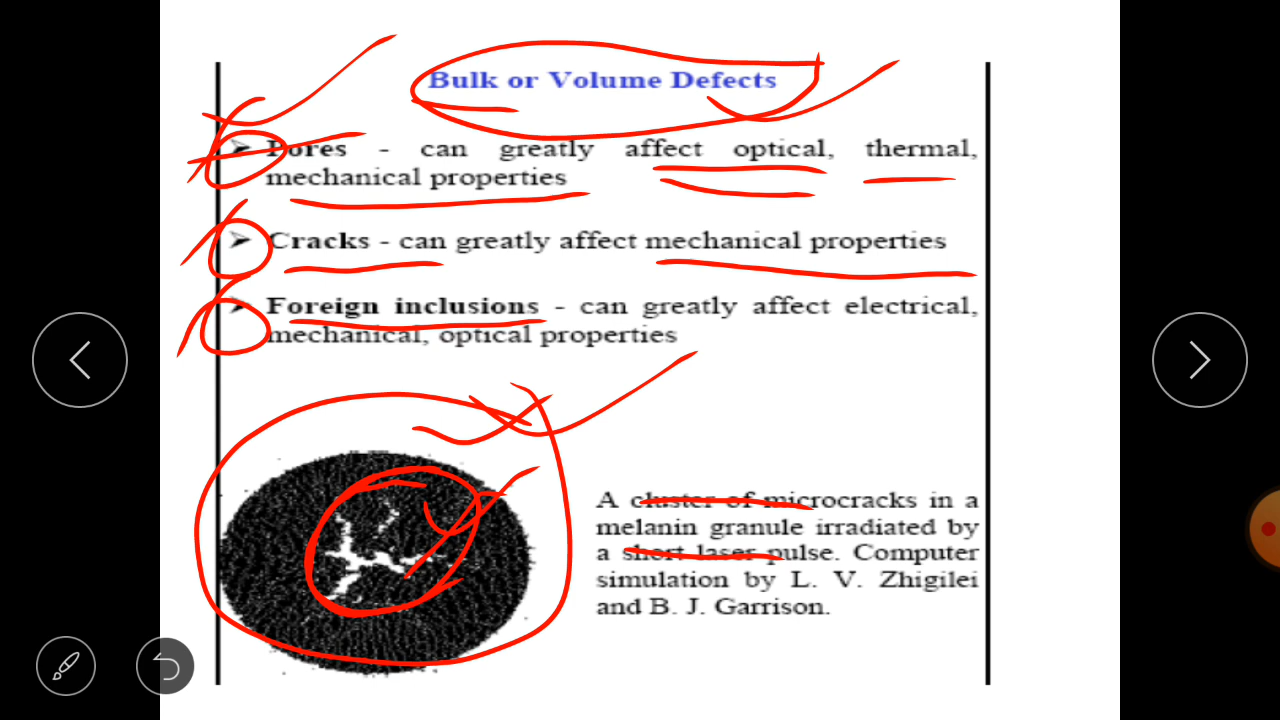 Bulk or Volume Defects
Pores - can greatly affect optical, thermal,
mechanical properties
Cracks - can greatly affect mechanical properties
Foreign inclusions - can greatly affect electrical,
mechanical, optical properties
A cluster of microcracks in a
melanin granule irradiated by
a short laser pulse. Computer
simulation by L. V. Zhigilei
and B. J. Garrison.